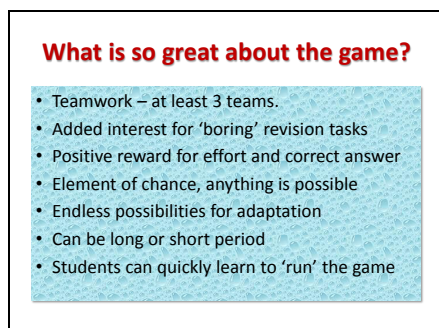 What is so great about the game?
• Teamwork – at least 3 teams.
• Added interest for ‘boring’ revision tasks
• Positive reward for effort and correct answer
• Element of chance, anything is possible
• Endless possibilities for adaptation
• Can be long or short period
• Students can quickly learn to ‘run’ the game